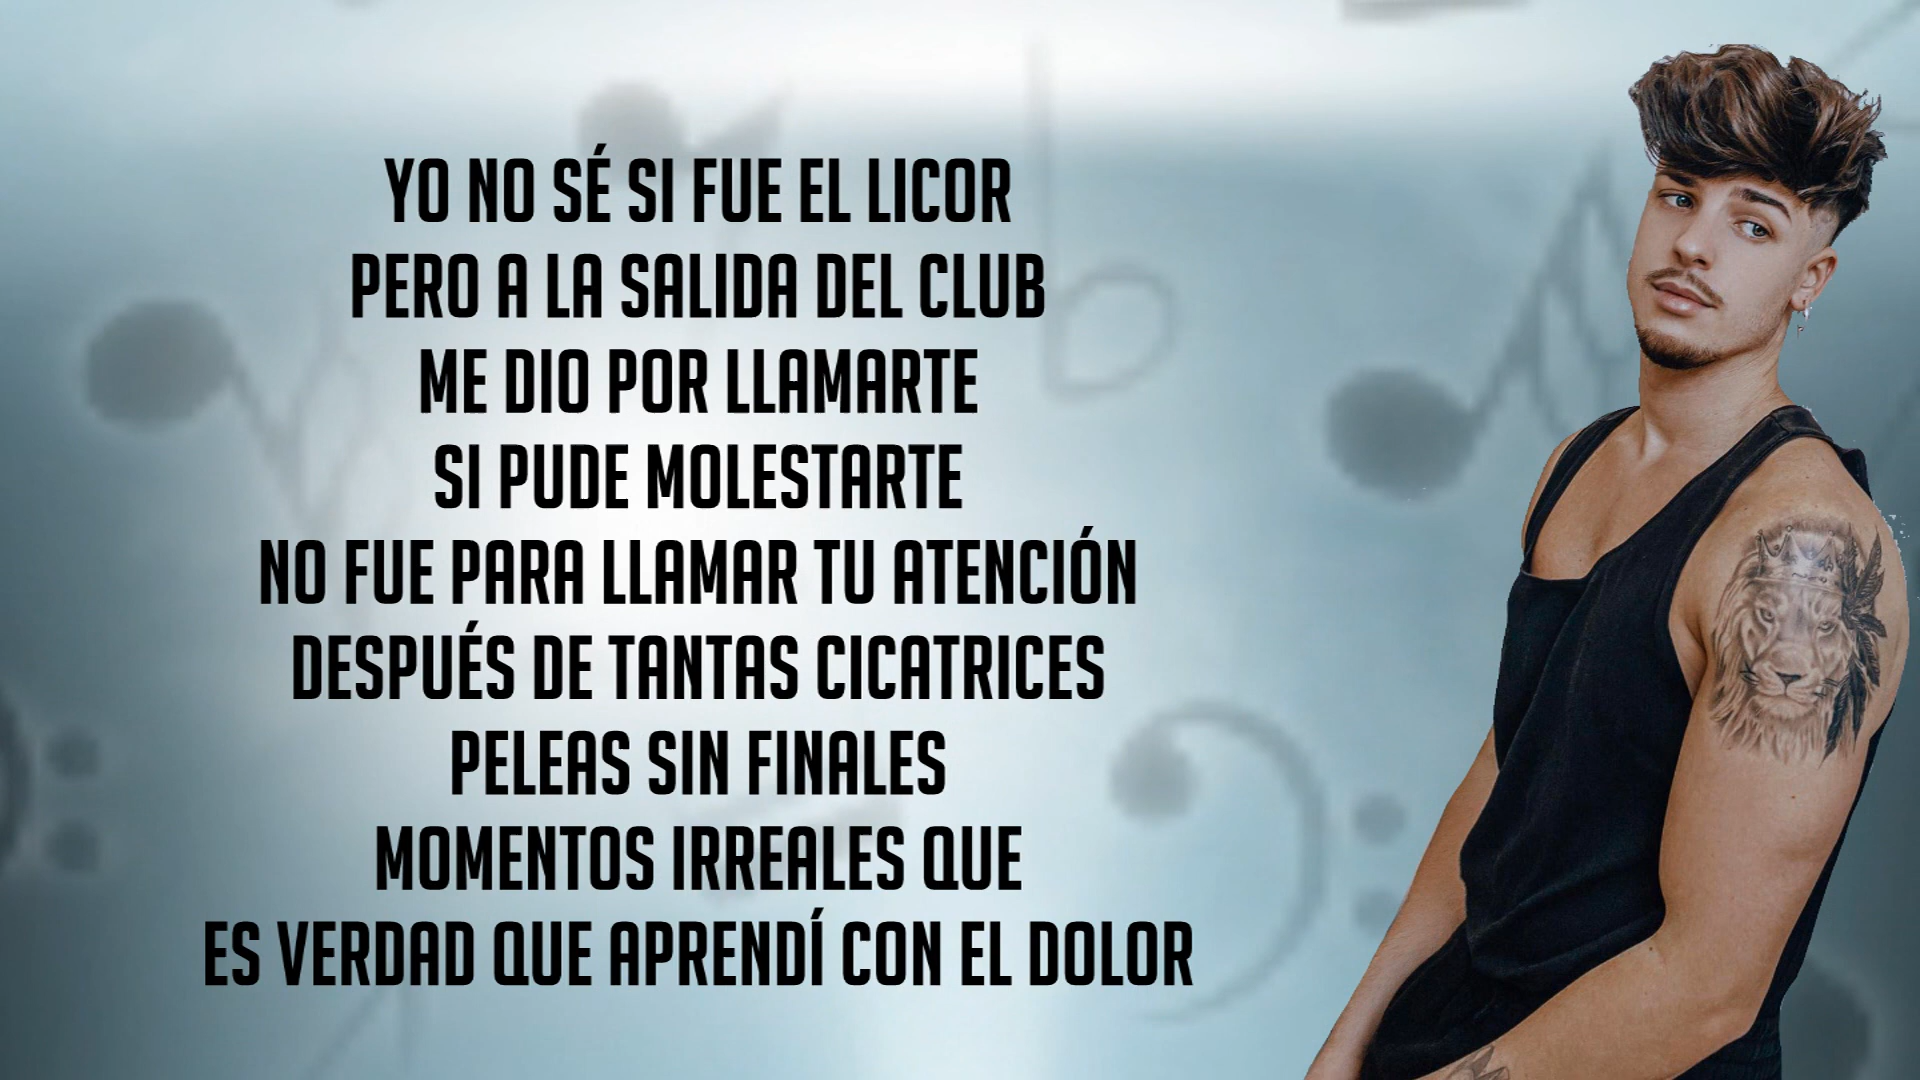 YO NO SÉ SI FUE EL LICOR
PERO A LA SALIDA DEL CLUB
ME DIO POR LLAMARTE
SI PUDE MOLESTARTE
NO FUE PARA LLAMAR TU ATENCIÓN
DESPUÉS DE TANTAS CICATRICES
PELEAS SIN FINALES
MOMENTOS IRREALES QUE
ES VERDAD QUE APRENDÍ CON EL DOLOR